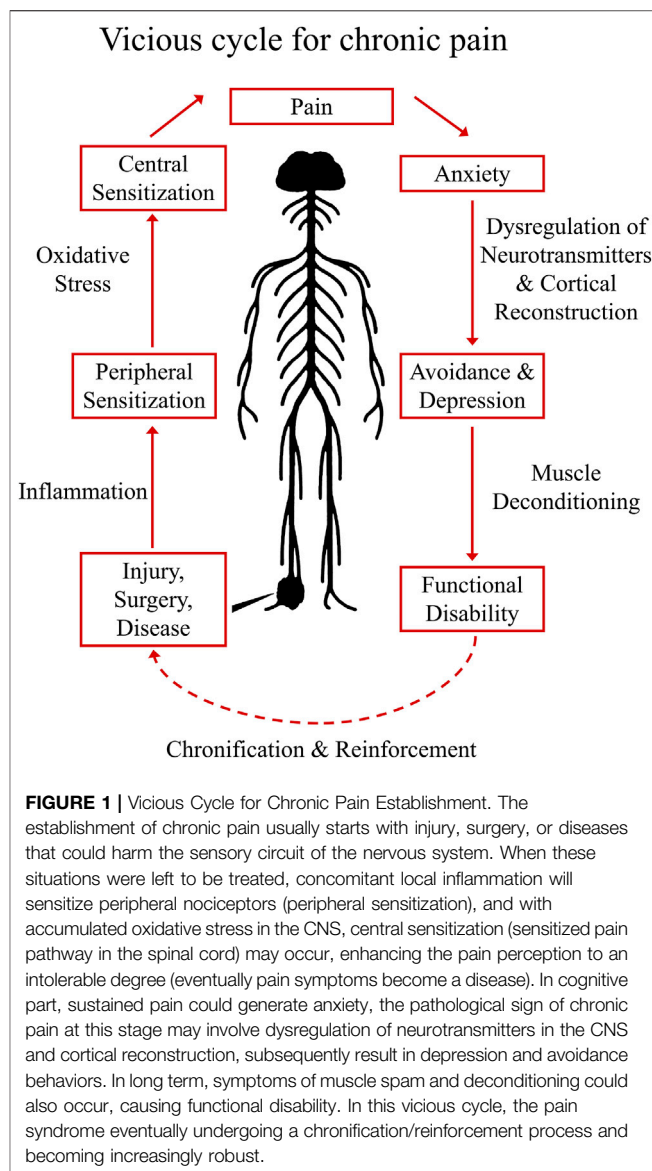 Vicious cycle for chronic pain
Pain
Central
Sensitization
Anxiety
Oxidative
Stress
Dysregulation of
Neurotransmitters
& Cortical
Reconstruction
Peripheral
Sensitization
Avoidance &
Depression
Inflammation
Muscle
Deconditioning
Injury,
Surgery,
Disease
Functional
Disability
Chronification & Reinforcement
FIGURE 1 | Vicious Cycle for Chronic Pain Establishment. The
establishment of chronic pain usually starts with injury, surgery, or diseases
that could harm the sensory circuit of the nervous system. When these
situations were left to be treated, concomitant local inflammation will
sensitize peripheral nociceptors (peripheral sensitization), and with
accumulated oxidative stress in the CNS, central sensitization (sensitized pain
pathway in the spinal cord) may occur, enhancing the pain perception to an
intolerable degree (eventually pain symptoms become a disease). In cognitive
part, sustained pain could generate anxiety, the pathological sign of chronic
pain at this stage may involve dysregulation of neurotransmitters in the CNS
and cortical reconstruction, subsequently result in depression and avoidance
behaviors. In long term, symptoms of muscle spam and deconditioning could
also occur, causing functional disability. In this vicious cycle, the pain
syndrome eventually undergoing a chronification/reinforcement process and
becoming increasingly robust.